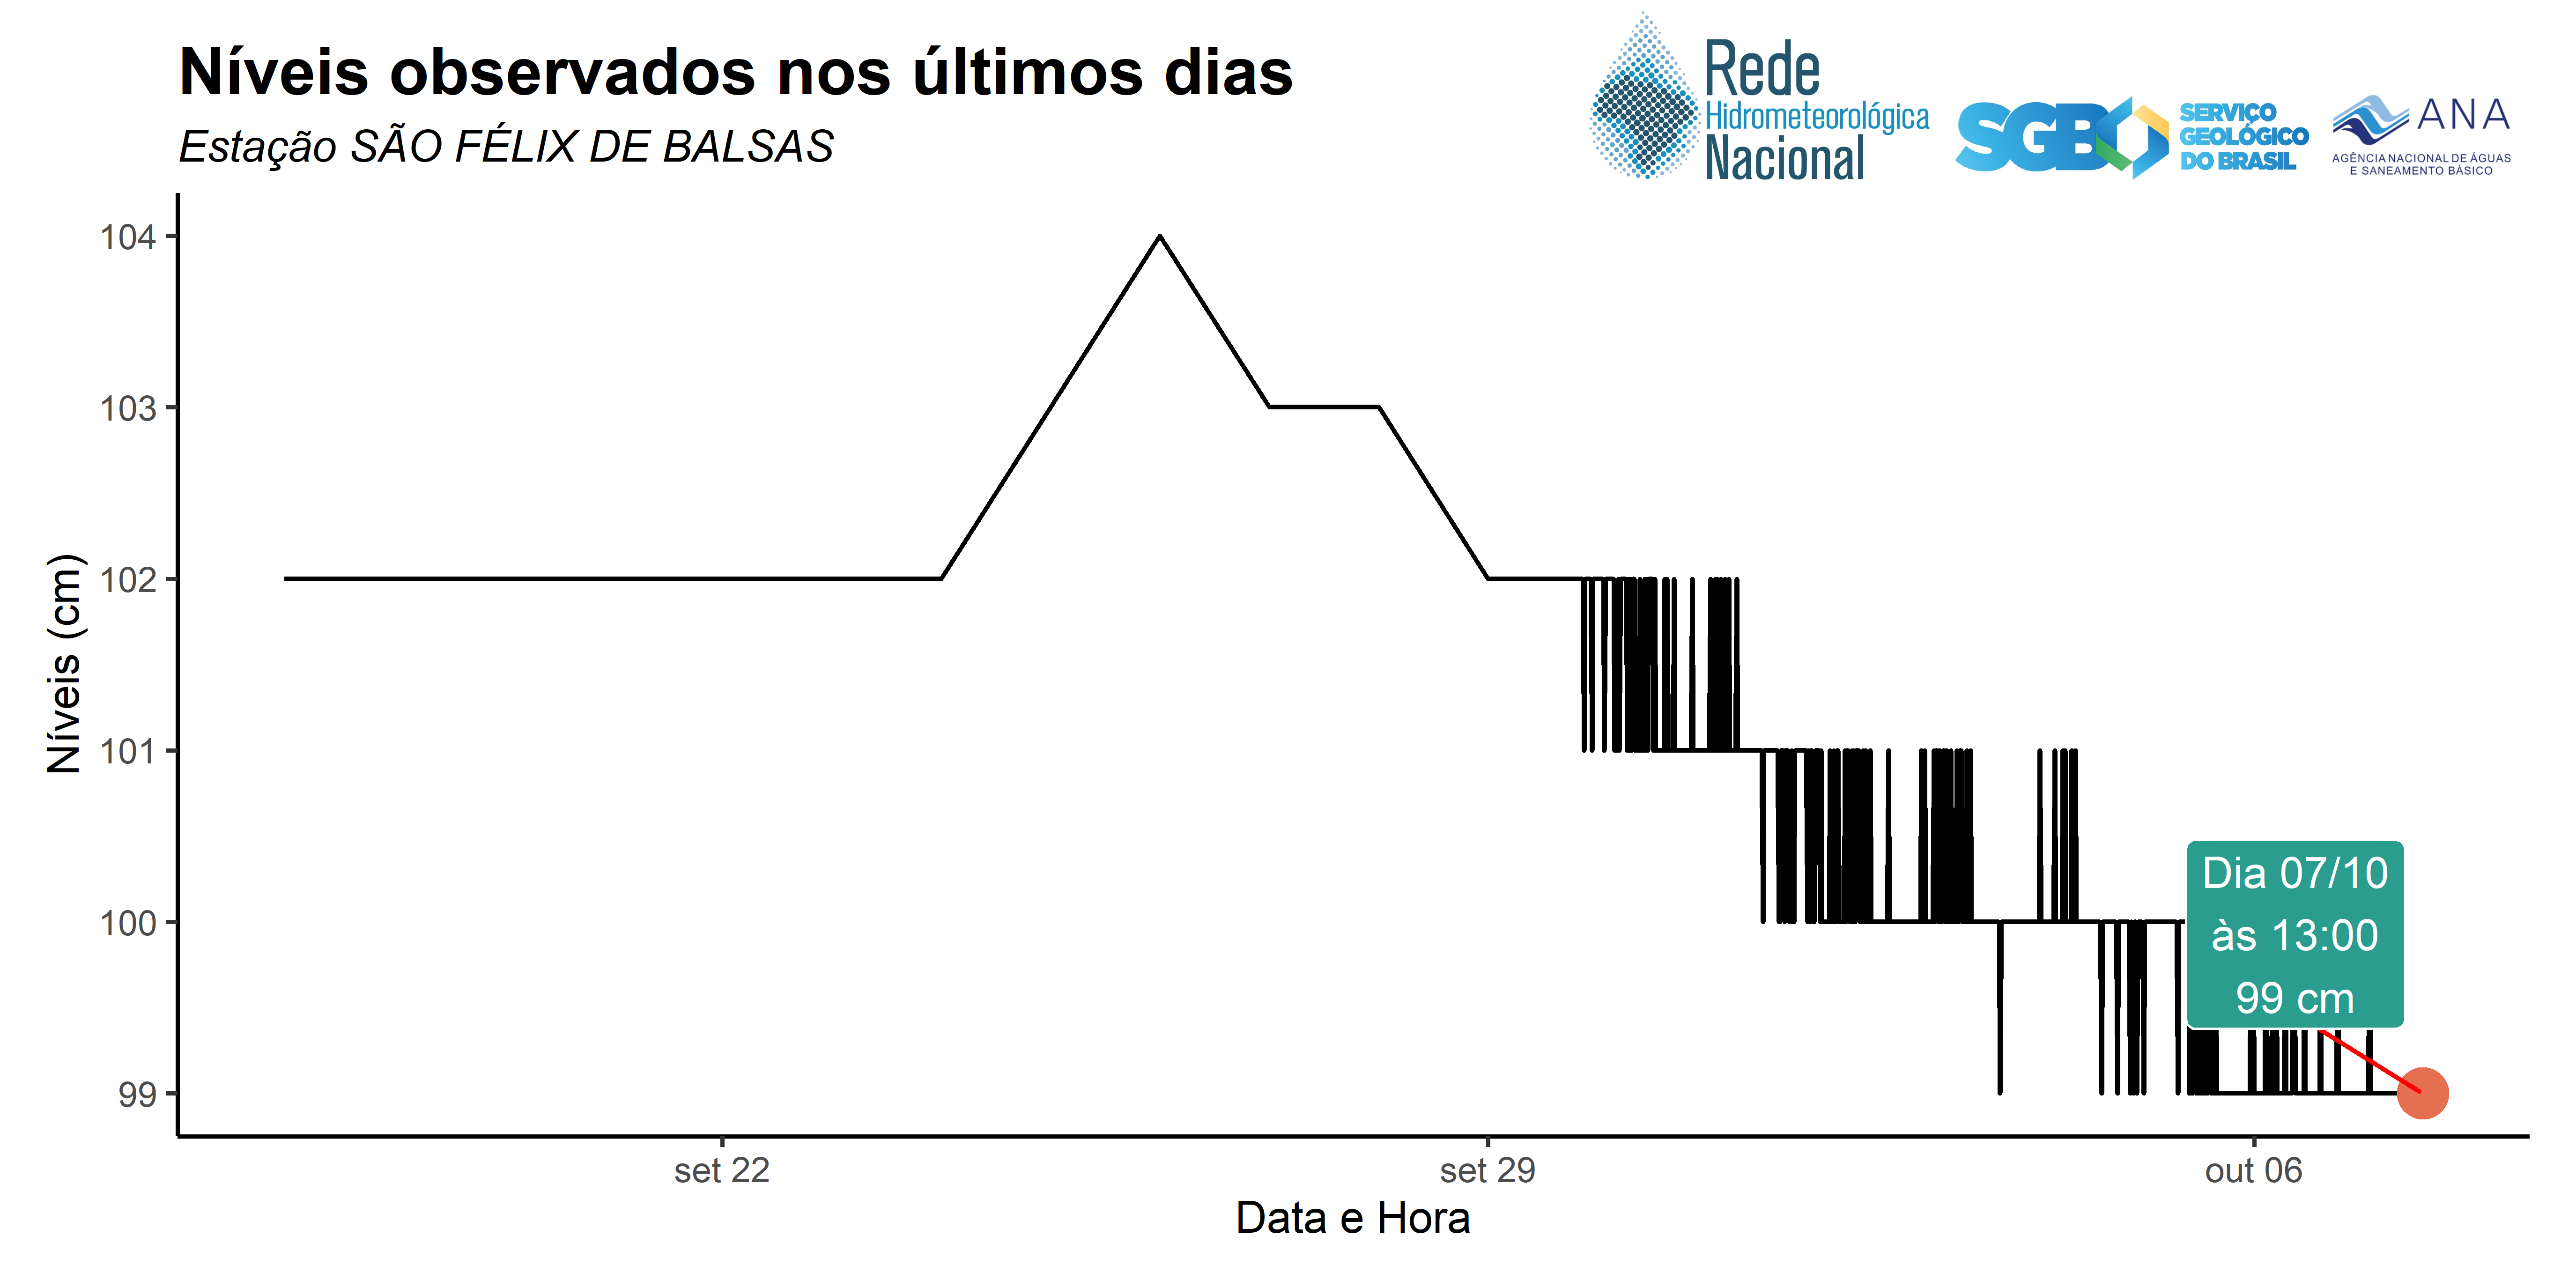 Níveis observados nos últimos dias
Estação SÃO FÉLIX DE BALSAS
Rede
Hidrometeorológica
Nacional
SGB
SERVIÇO
GEOLÓGICO
DO BRASIL
ANA
AGÊNCIA NACIONAL DE ÁGUAS
E SANEAMENTO BÁSICO
Níveis (cm)
104
103
102
101
100
99
Dia 07/10
às 13:00
99 cm
set 22
set 29
out 06
Data e Hora